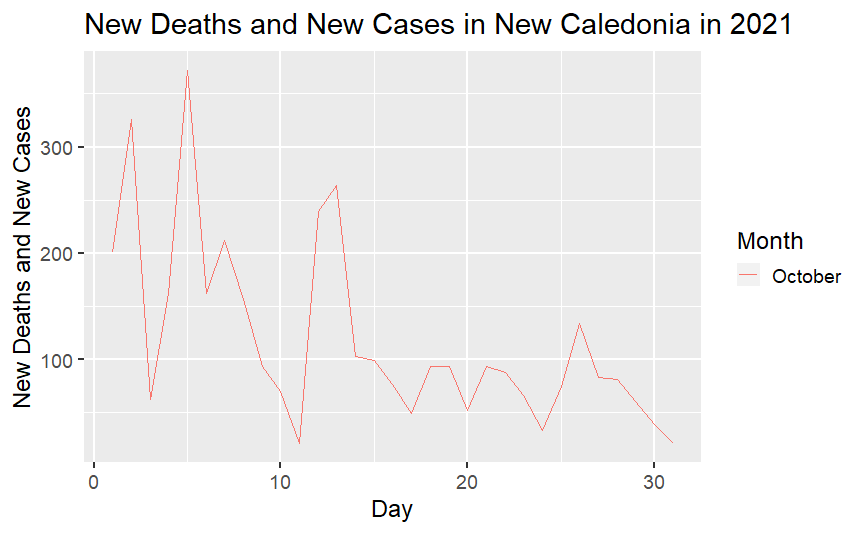 New Deaths and New Cases in New Caledonia in 2021
New Deaths and New Cases
300
200
100
0
10
20
30
Day
Month
October